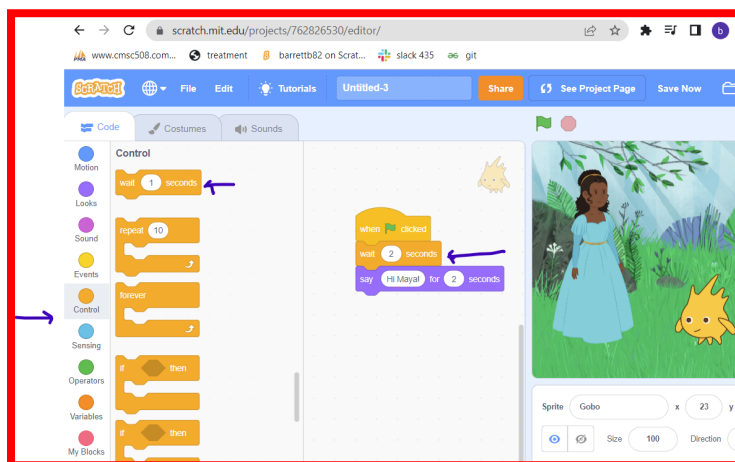 scratch.mit.edu/projects/762826530/editor/
b
PMA www.cmsc508.com... treatment barrettb82 on Scrat... slack 435 git
SCRATCH File Edit Tutorials Untitled-3 Share See Project Page Save Now
Code Costumes Sounds
Motion
Looks
Sound
Events
Control
Sensing
Operators
Variables
My Blocks
Control
wait 1 seconds
repeat 10
forever
if then
if then
when clicked
wait 2 seconds
say Hi Maya! for 2 seconds
Sprite Gobo x 23 y
Size 100 Direction